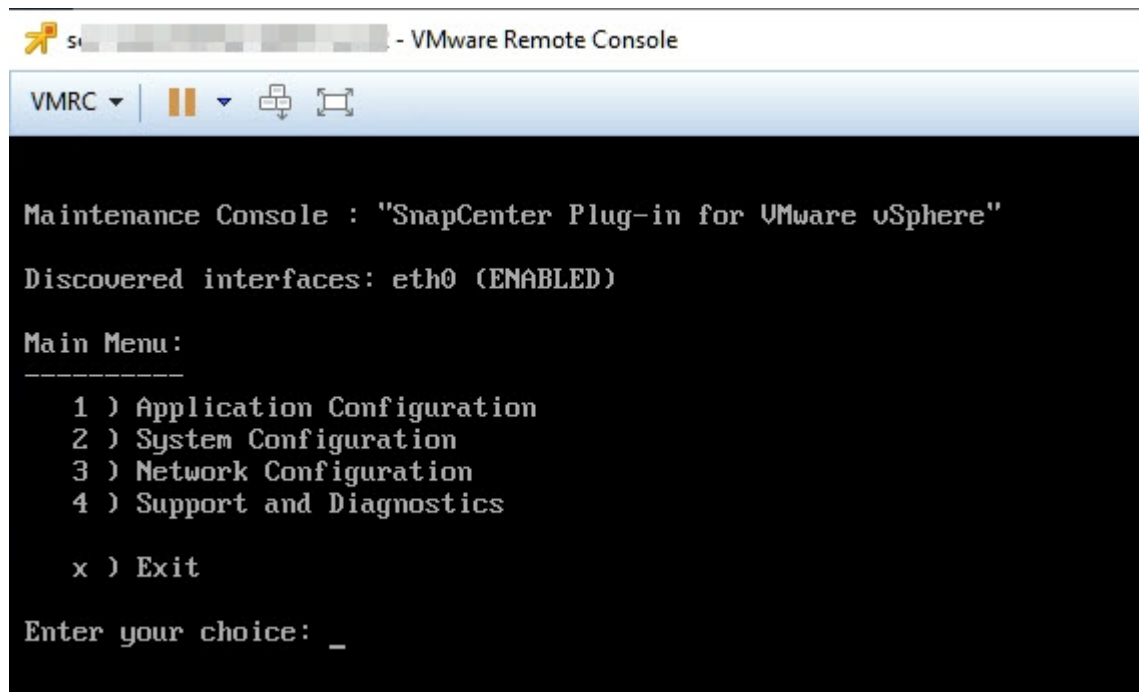 - VMware Remote Console
VMRC
Maintenance Console : "SnapCenter Plug-in for VMware vSphere"
Discovered interfaces: eth0 (ENABLED)
Main Menu:
----------
1 ) Application Configuration
2 ) System Configuration
3 ) Network Configuration
4 ) Support and Diagnostics
x ) Exit
Enter your choice: _